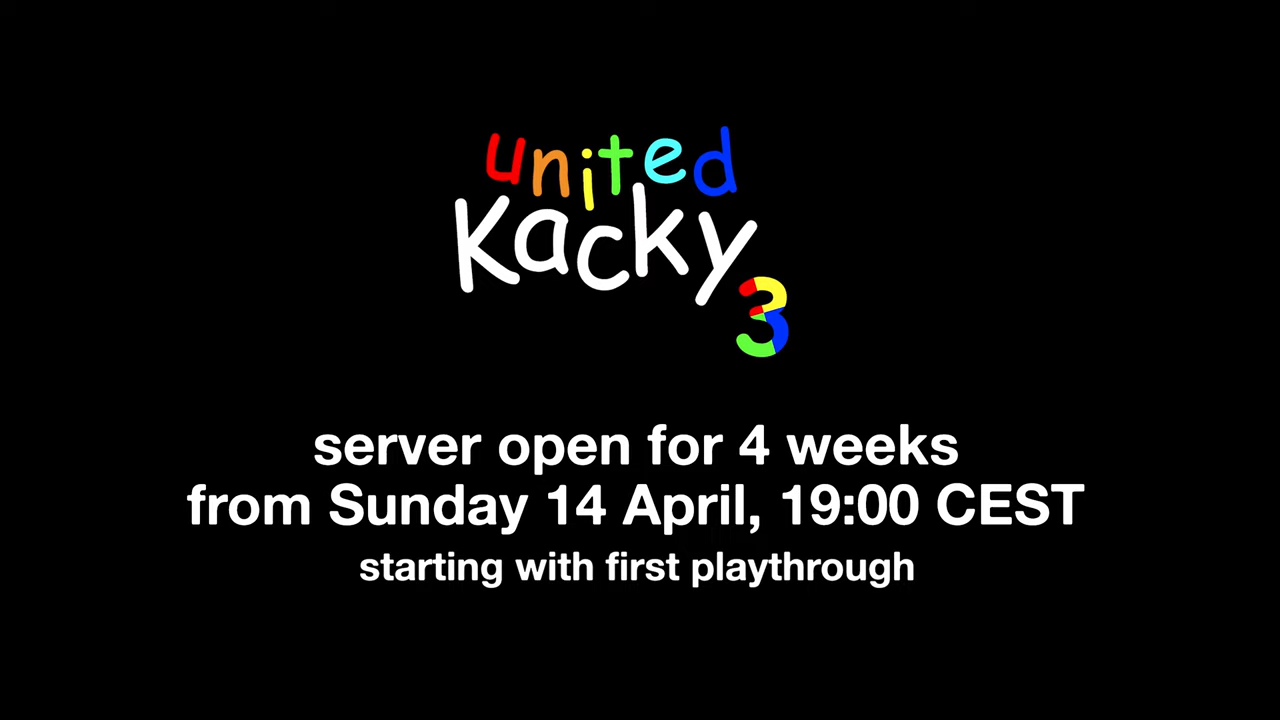 united
Kacky
3
server open for 4 weeks
from Sunday 14 April, 19:00 CEST
starting with first playthrough